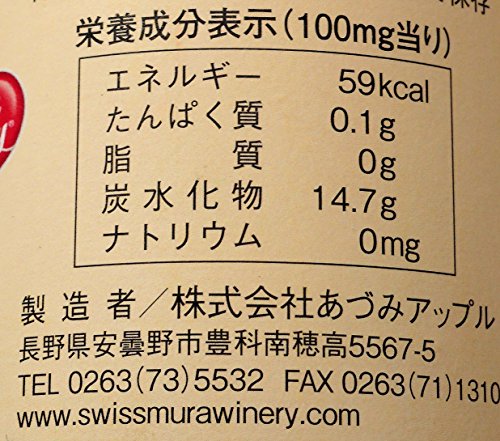 栄養成分表示(100mg当り)
エネルギー 59kcal
たんぱく質 0.1g
脂質 0g
炭水化物 14.7g
ナトリウム 0mg
製造者/株式会社あづみアップル
長野県安曇野市豊科南穂高5567-5
TEL 0263(73)5532 FAX 0263(71)1310
www.swissmurawinery.com